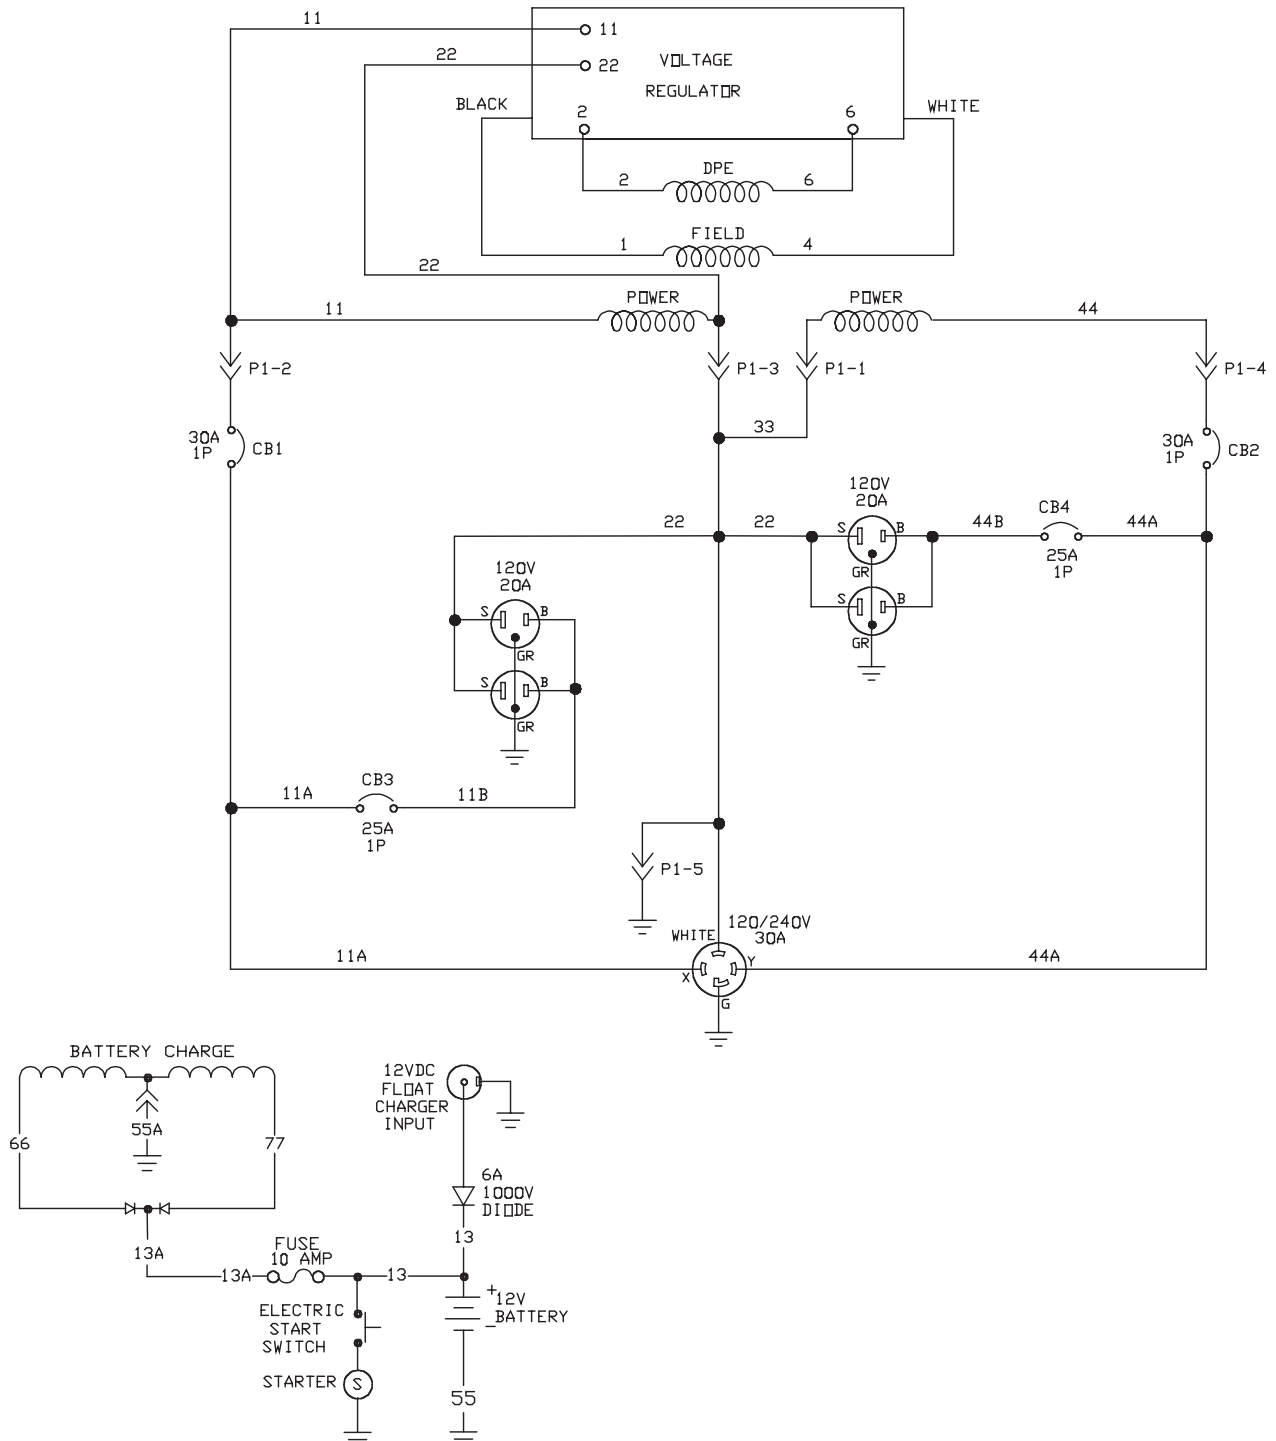 11
11
22
22
VOLTAGE
REGULATOR
BLACK
WHITE
2
6
DPE
2
6
FIELD
1
4
22
POWER
POWER
11
44
P1-2
P1-3
P1-1
P1-4
33
30A
1P
CB1
30A
1P
CB2
120V
20A
22
22
S
B
44B
CB4
44A
25A
1P
GR
S
B
GR
120V
20A
S
B
GR
S
B
GR
CB3
11A
11B
25A
1P
P1-5
120/240V
30A
WHITE
11A
X
Y
44A
G
BATTERY CHARGE
55A
66
77
13A
12VDC
FLOAT
CHARGER
INPUT
6A
1000V
DIODE
13
FUSE
10 AMP
13A
13
+
12V
BATTERY
-
ELECTRIC
START
SWITCH
STARTER
S
55